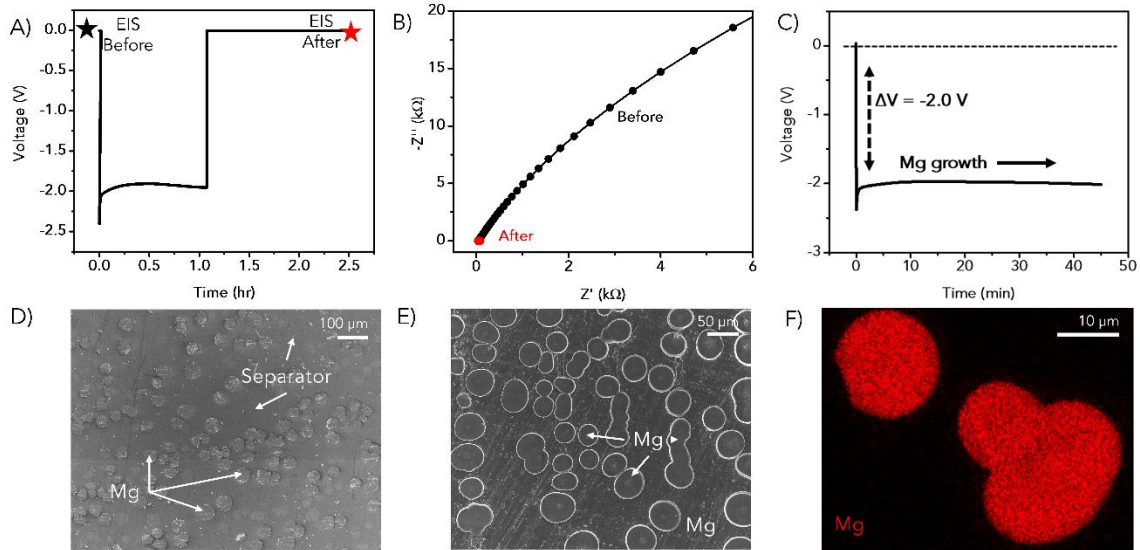 A)
Voltage (V)
0.0
-0.5
-1.0
-1.5
-2.0
-2.5
EIS
Before
EIS
After
0.0 0.5 1.0 1.5 2.0 2.5
Time (hr)
B)
-Z'' (kΩ)
20
15
10
5
0
Before
After
0 2 4 6
Z' (kΩ)
C)
Voltage (V)
0
-1
-2
-3
ΔV = -2.0 V
Mg growth
0 10 20 30 40 50
Time (min)
D)
100 µm
Separator
Mg
E)
50 µm
Mg
Mg
F)
10 µm
Mg